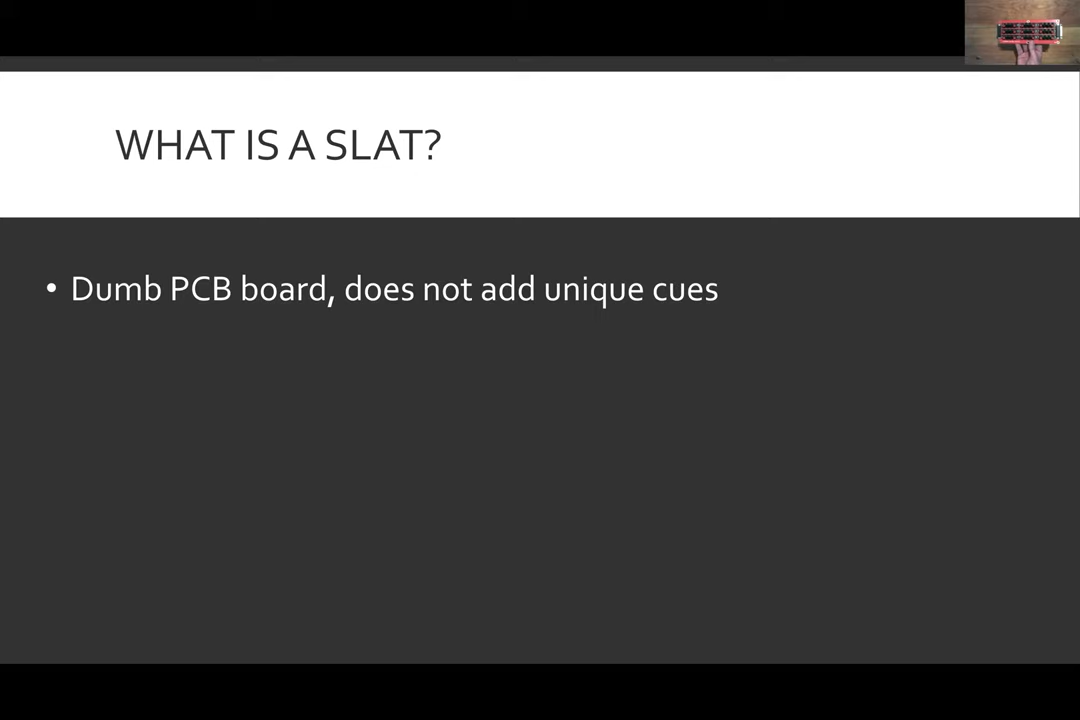 WHAT IS A SLAT?
• Dumb PCB board, does not add unique cues